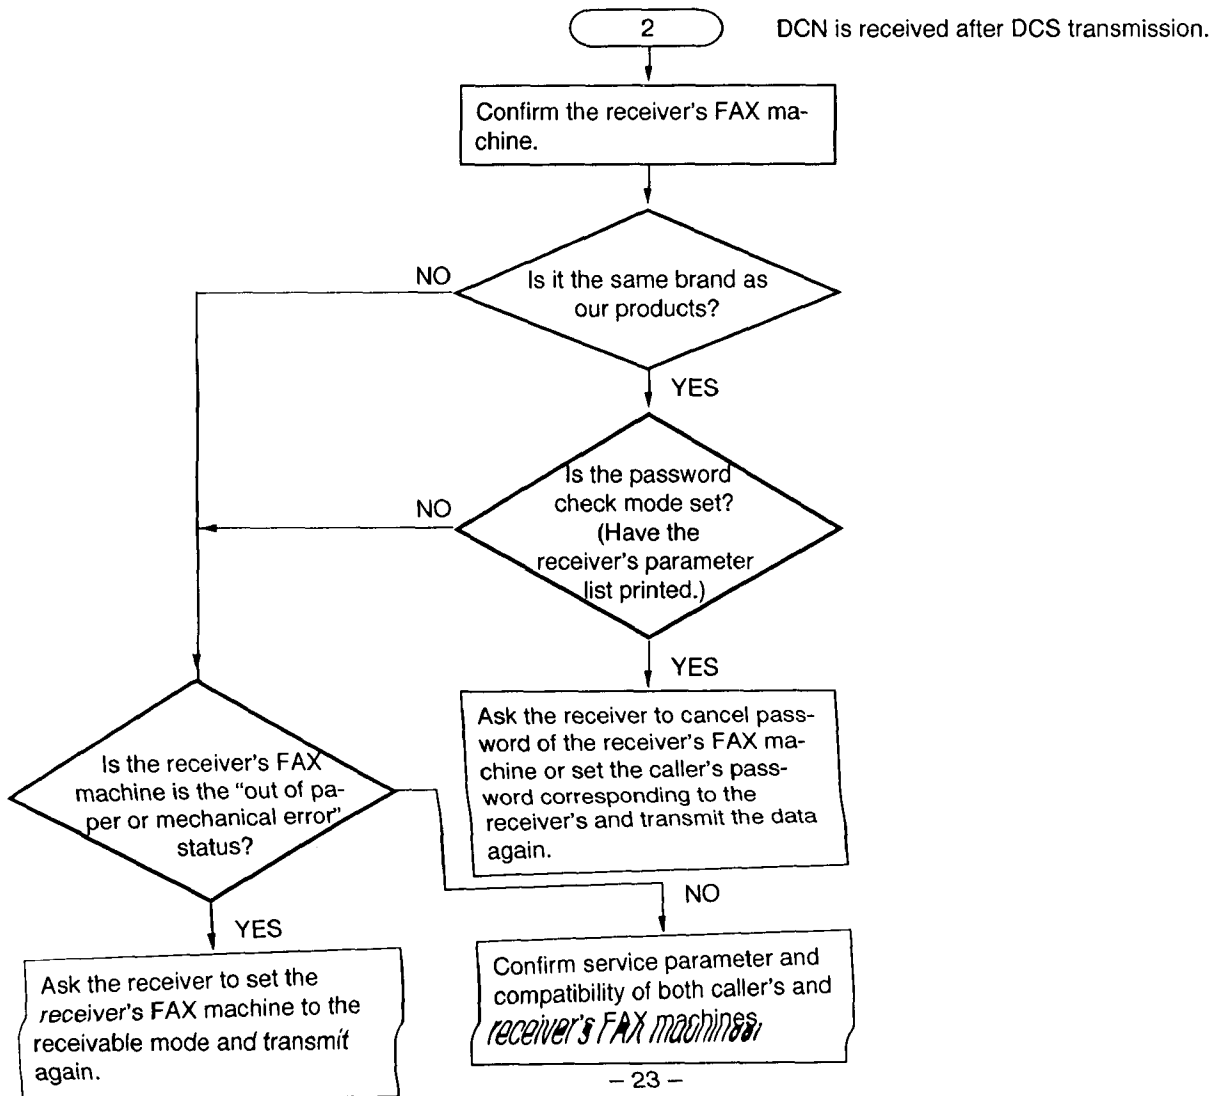 2
DCN is received after DCS transmission.
Confirm the receiver's FAX ma-
chine.
NO
Is it the same brand as
our products?
YES
NO
Is the password
check mode set?
(Have the
receiver's parameter
list printed.)
YES
Ask the receiver to cancel pass-
word of the receiver's FAX ma-
chine or set the caller's pass-
word corresponding to the
receiver's and transmit the data
again.
Is the receiver's FAX
machine is the “out of pa-
per or mechanical error”
status?
NO
YES
Ask the receiver to set the
receiver's FAX machine to the
receivable mode and transmit
again.
Confirm service parameter and
compatibility of both caller's and
receiver's FAX machines.
– 23 –